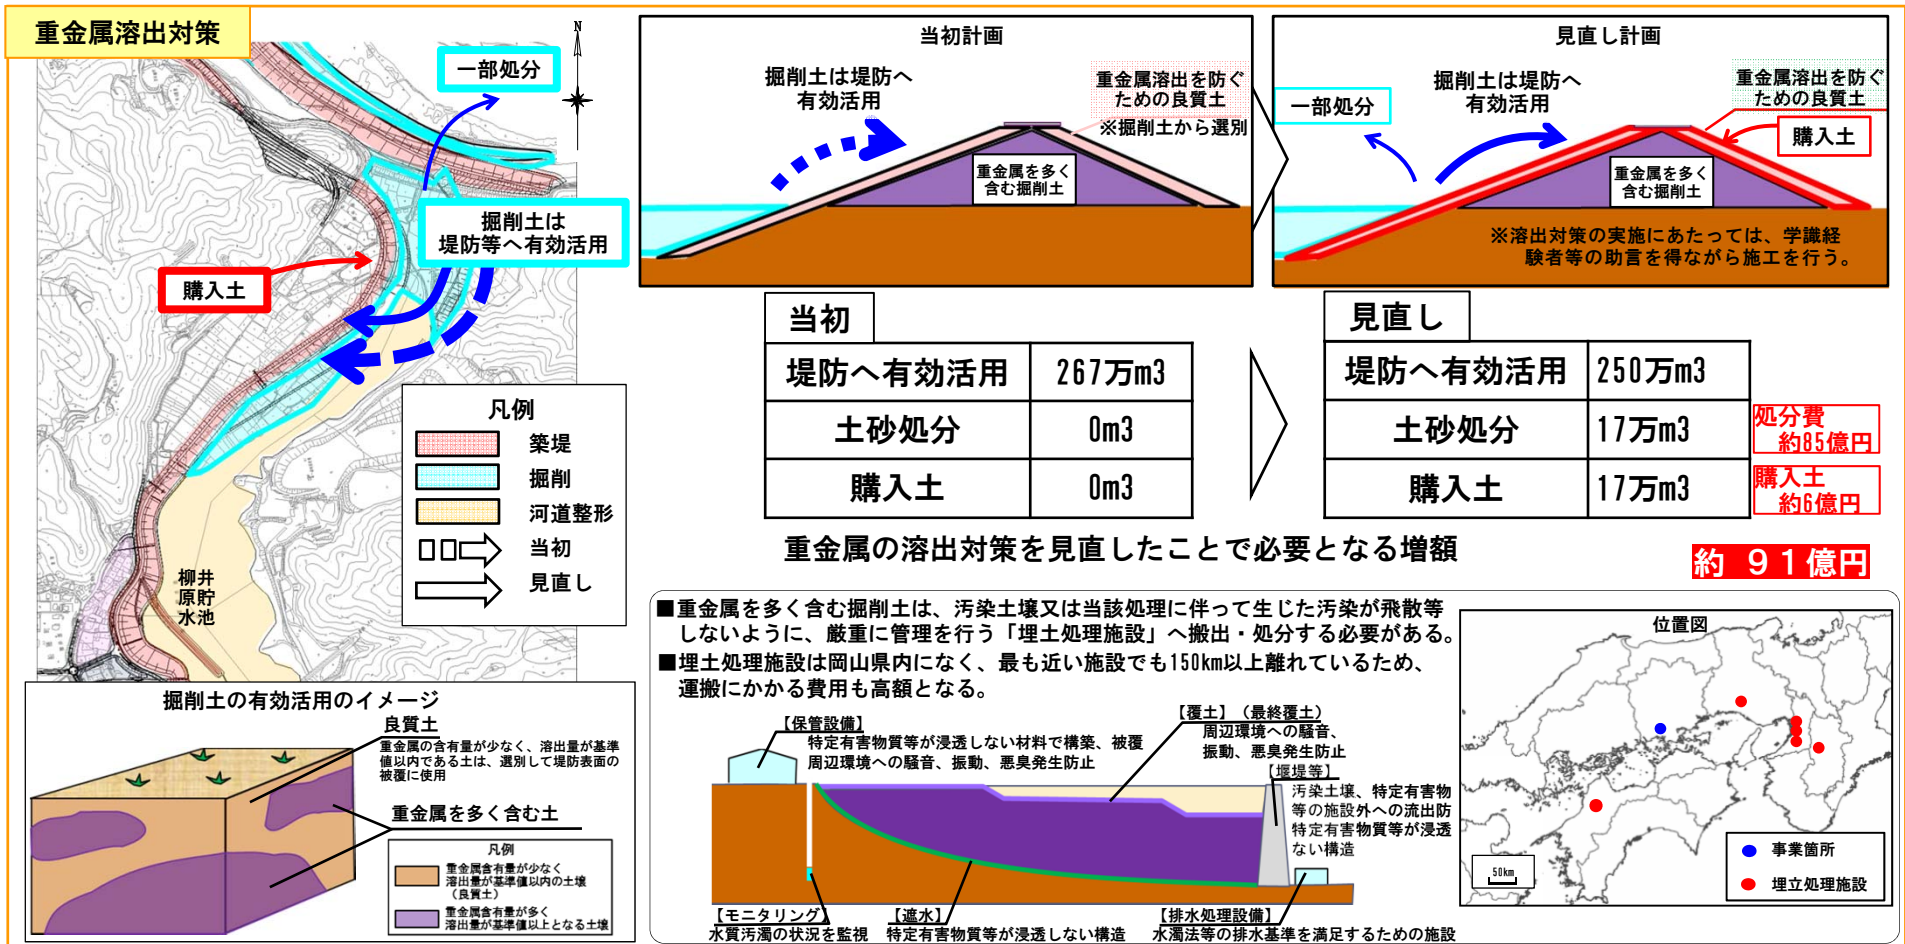 重金属溶出対策
N
一部処分
掘削土は
堤防等へ有効活用
購入土
柳井
原貯
水池
凡例
築堤
掘削
河道整形
当初
見直し
当初計画
掘削土は堤防へ
有効活用
重金属溶出を防ぐ
ための良質土
※掘削土から選別
重金属を多く
含む掘削土
見直し計画
一部処分
掘削土は堤防へ
有効活用
重金属溶出を防ぐ
ための良質土
購入土
重金属を多く
含む掘削土
※溶出対策の実施にあたっては、学識経
験者等の助言を得ながら施工を行う。
当初
堤防へ有効活用 267万m3
土砂処分 0m3
購入土 0m3
見直し
堤防へ有効活用 250万m3
土砂処分 17万m3
購入土 17万m3
処分費
約85億円
購入土
約6億円
重金属の溶出対策を見直したことで必要となる増額
約 91億円
掘削土の有効活用のイメージ
良質土
重金属の含有量が少なく、溶出量が基準
値以内である土は、選別して堤防表面の
被覆に使用
重金属を多く含む土
凡例
重金属含有量が少なく
溶出量が基準値以内の土壌
(良質土)
重金属含有量が多く
溶出量が基準値以上となる土壌
■重金属を多く含む掘削土は、汚染土壌又は当該処理に伴って生じた汚染が飛散等
しないように、厳重に管理を行う「埋土処理施設」へ搬出・処分する必要がある。
■埋土処理施設は岡山県内になく、最も近い施設でも150km以上離れているため、
運搬にかかる費用も高額となる。
【保管設備】
特定有害物質等が浸透しない材料で構築、被覆
周辺環境への騒音、振動、悪臭発生防止
【覆土】(最終覆土)
周辺環境への騒音、
振動、悪臭発生防止
【堰堤等】
汚染土壌、特定有害物
等の施設外への流出防
特定有害物質等が浸透
ない構造
【モニタリング】
水質汚濁の状況を監視
【遮水】
特定有害物質等が浸透しない構造
【排水処理設備】
水濁法等の排水基準を満足するための施設
位置図
50km
事業箇所
埋立処理施設